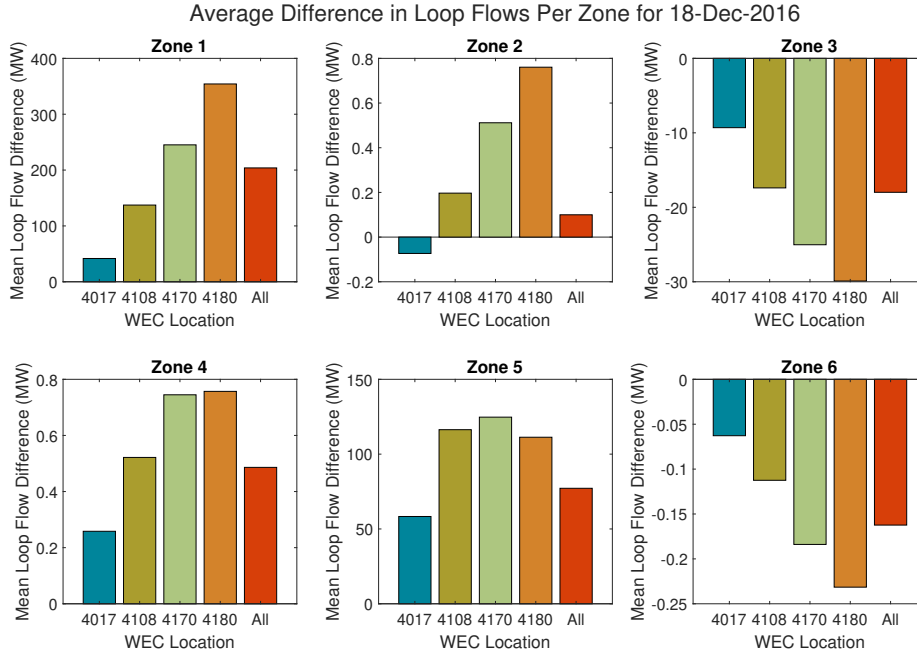 Average Difference in Loop Flows Per Zone for 18-Dec-2016
Zone 1
Mean Loop Flow Difference (MW)
400
300
200
100
0
4017 4108 4170 4180 All
WEC Location
Zone 2
Mean Loop Flow Difference (MW)
0.8
0.6
0.4
0.2
0
-0.2
4017 4108 4170 4180 All
WEC Location
Zone 3
Mean Loop Flow Difference (MW)
0
-10
-20
-30
4017 4108 4170 4180 All
WEC Location
Zone 4
Mean Loop Flow Difference (MW)
0.8
0.6
0.4
0.2
0
4017 4108 4170 4180 All
WEC Location
Zone 5
Mean Loop Flow Difference (MW)
150
100
50
0
4017 4108 4170 4180 All
WEC Location
Zone 6
Mean Loop Flow Difference (MW)
0
-0.05
-0.1
-0.15
-0.2
-0.25
4017 4108 4170 4180 All
WEC Location